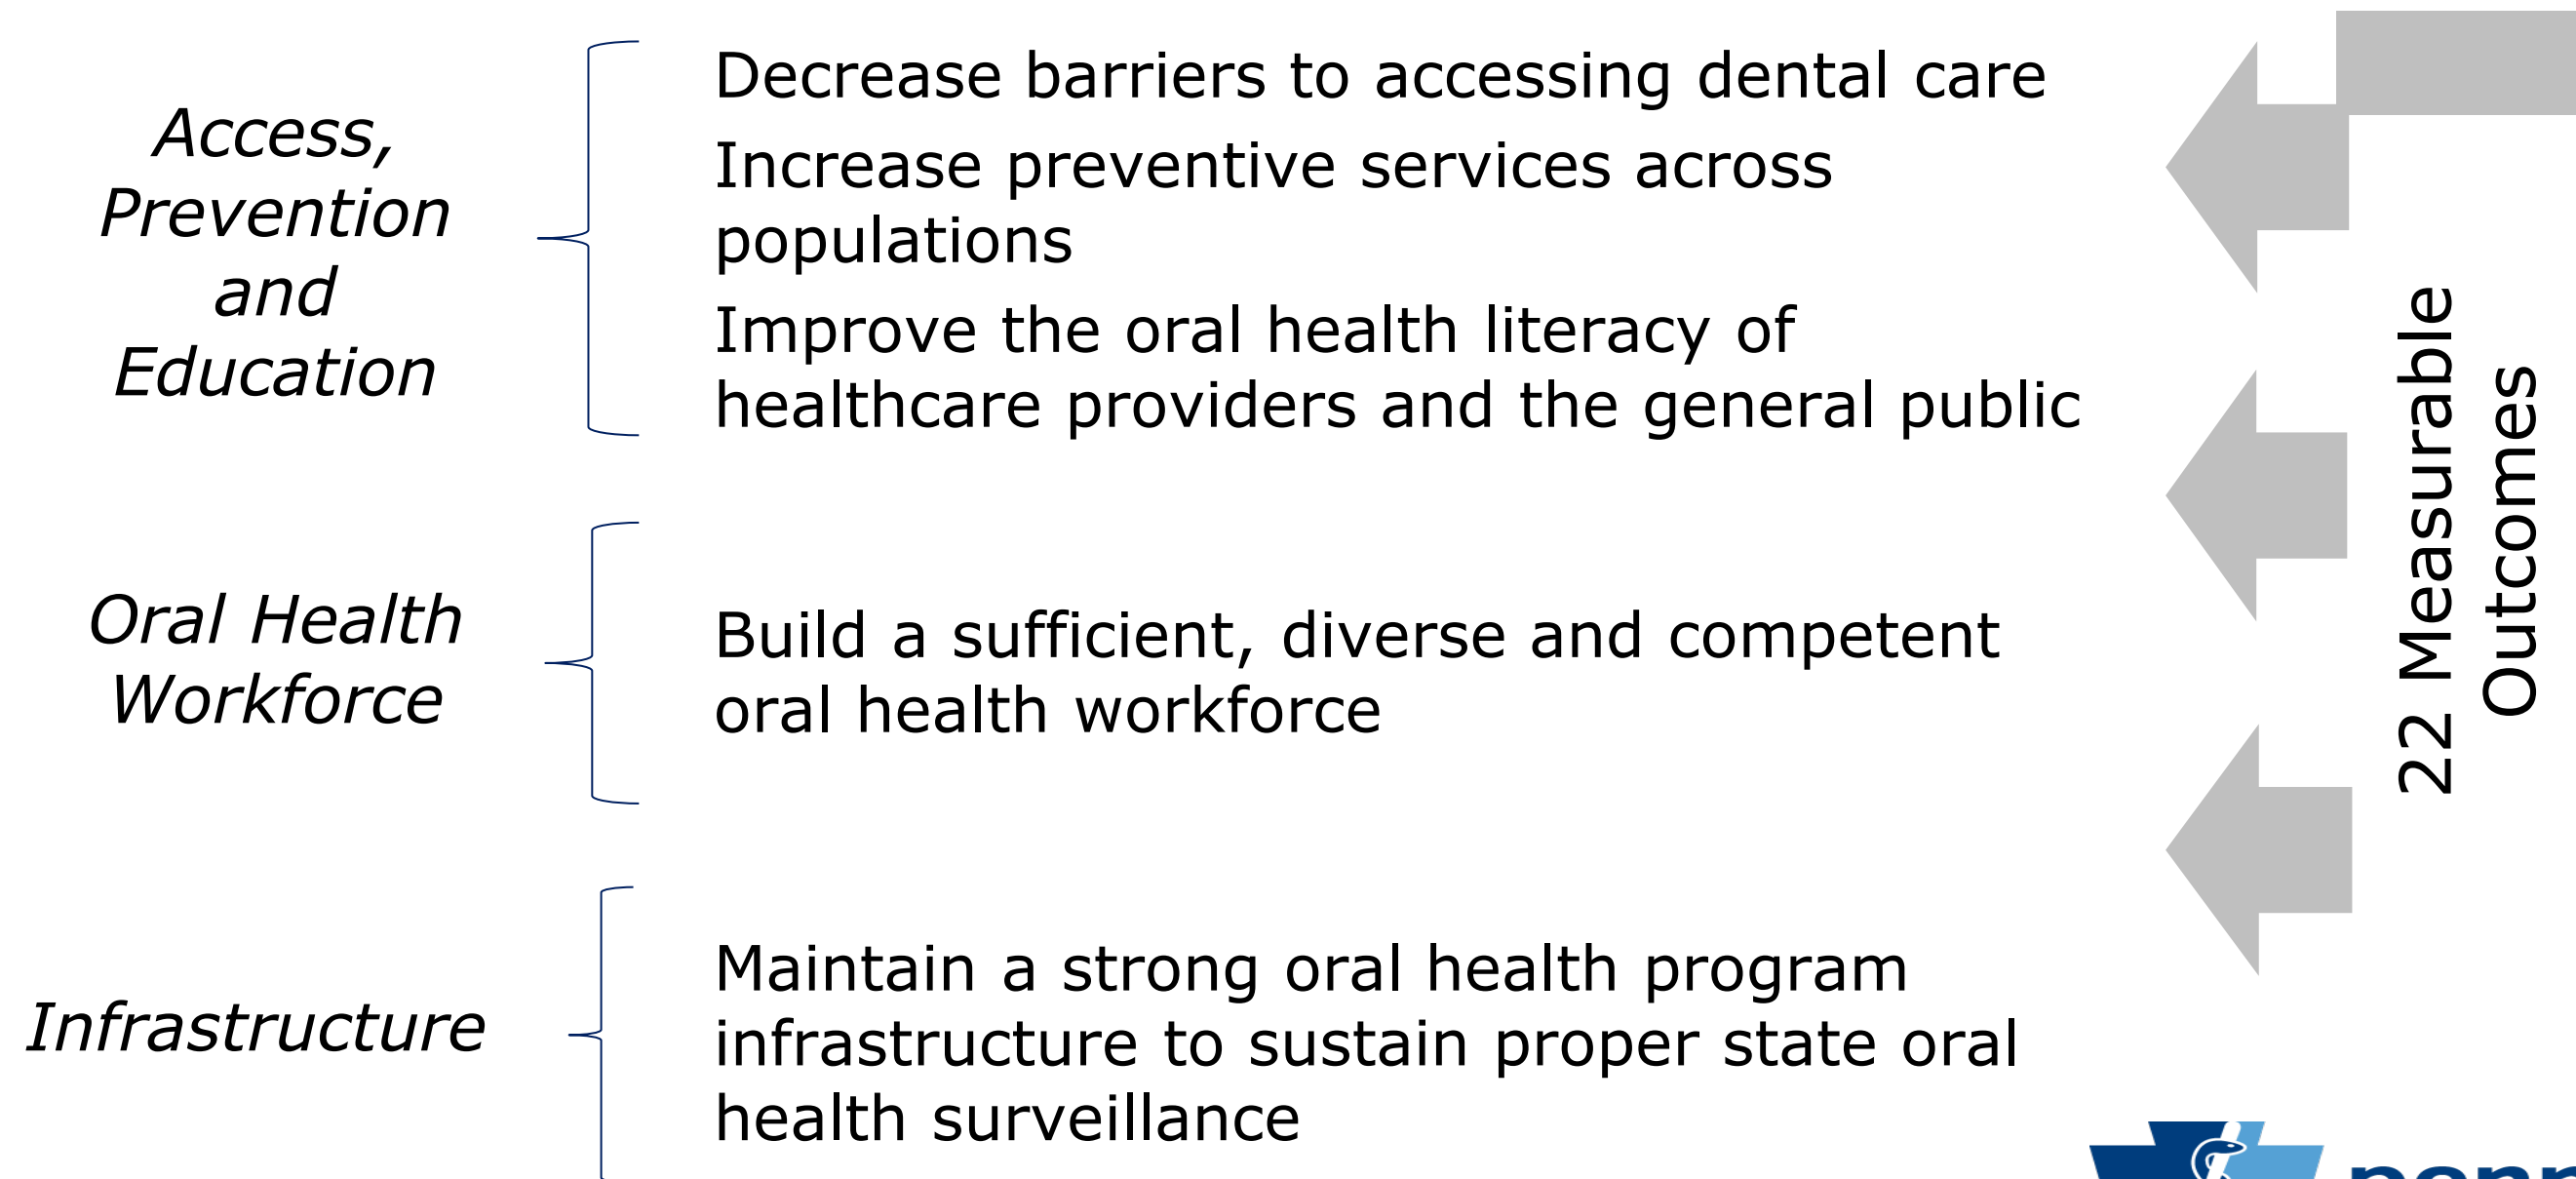 Access,
Prevention
and
Education
Decrease barriers to accessing dental care
Increase preventive services across
populations
Improve the oral health literacy of
healthcare providers and the general public
Oral Health
Workforce
Build a sufficient, diverse and competent
oral health workforce
Infrastructure
Maintain a strong oral health program
infrastructure to sustain proper state oral
health surveillance
22 Measurable
Outcomes